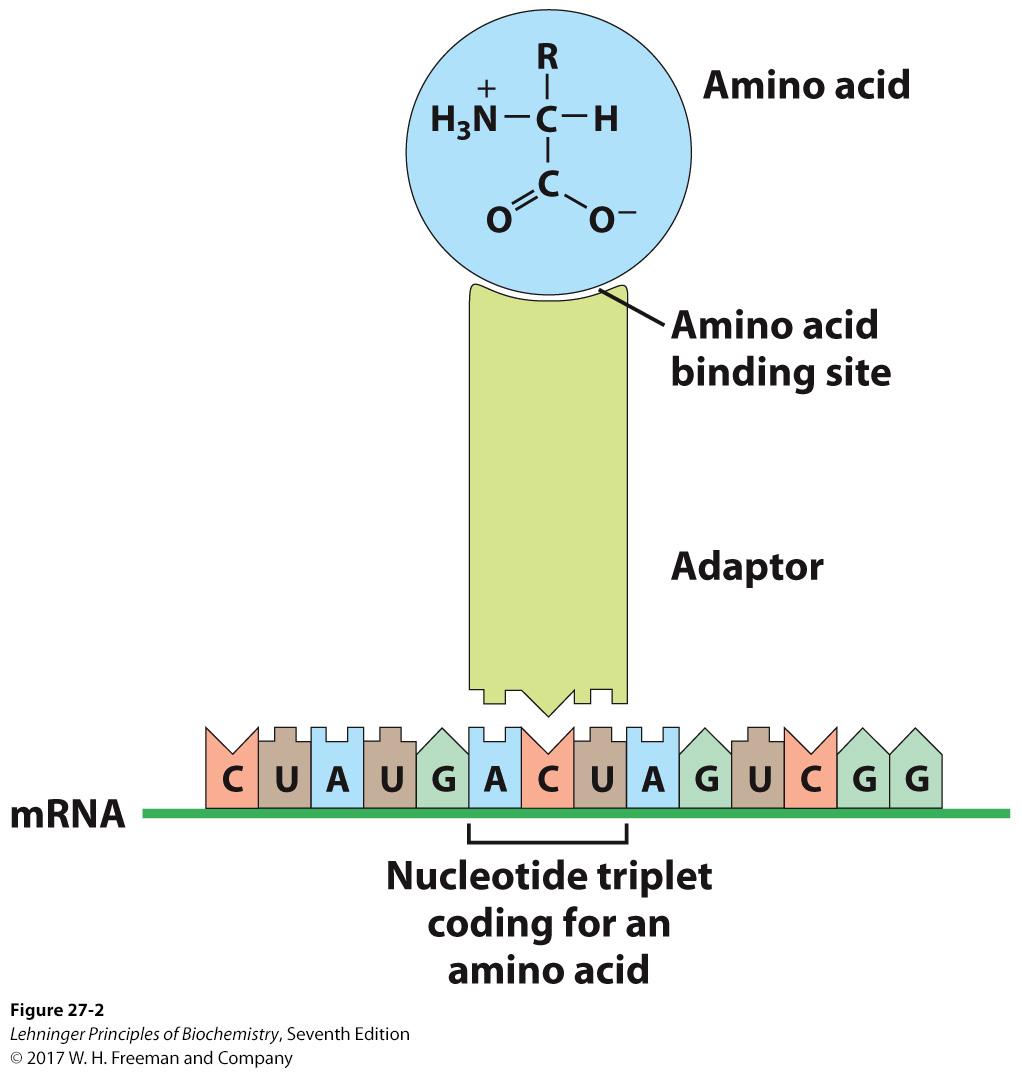 R
Amino acid
+
H₃N—C—H
C
O O⁻
Amino acid
binding site
Adaptor
C U A U G A C U A G U C G G
mRNA
Nucleotide triplet
coding for an
amino acid
Figure 27-2
Lehninger Principles of Biochemistry, Seventh Edition
© 2017 W. H. Freeman and Company